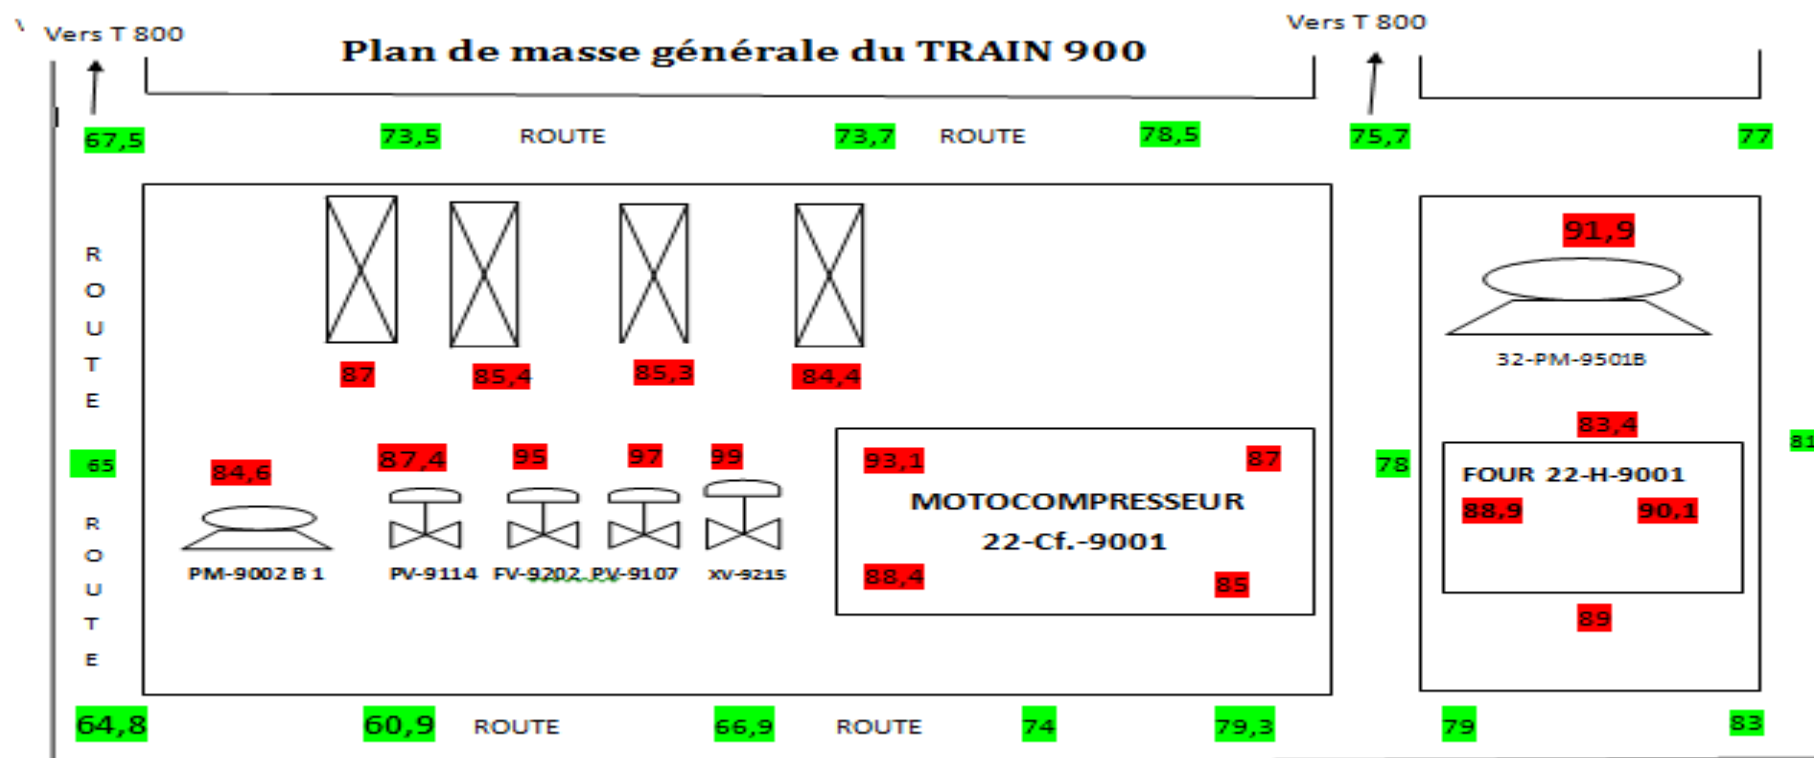 Vers T 800
Vers T 800
Plan de masse générale du TRAIN 900
67,5
73,5
ROUTE
73,7
ROUTE
78,5
75,7
77
ROUTE
91,9
32-PM-9501B
87
85,4
85,3
84,4
83,4
81
65
84,6
87,4
95
97
99
93,1
87
78
MOTOCOMPRESSEUR
22-Cf.-9001
88,4
85
FOUR 22-H-9001
88,9
90,1
89
PM-9002 B 1
PV-9114
FV-9202
PV-9107
XV-9215
ROUTE
64,8
60,9
ROUTE
66,9
ROUTE
74
79,3
79
83